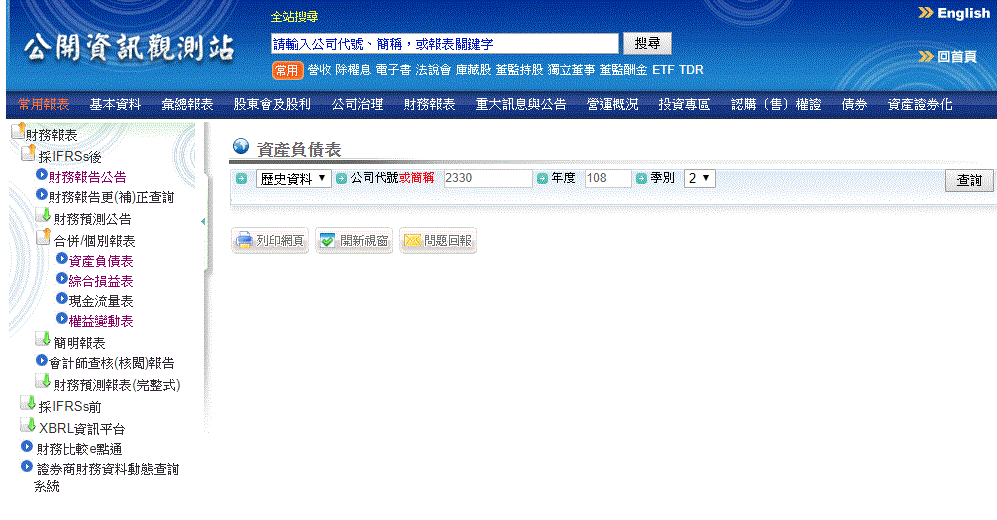 全站搜尋
English
公開資訊觀測站
請輸入公司代號、簡稱，或報表關鍵字 搜尋
回首頁
常用 營收 除權息 電子書 法說會 庫藏股 董監持股 獨立董事 董監酬金 ETF TDR
常用報表 基本資料 彙總報表 股東會及股利 公司治理 財務報表 重大訊息與公告 營運概況 投資專區 認購（售）權證 債券 資產證券化
財務報表
採IFRSs後
財務報告公告
財務報告更(補)正查詢
財務預測公告
合併/個別報表
資產負債表
綜合損益表
現金流量表
權益變動表
簡明報表
會計師查核(核閱)報告
財務預測報表(完整式)
採IFRSs前
XBRL資訊平台
財務比較e點通
證券商財務資料動態查詢
系統
資產負債表
歷史資料 公司代號或簡稱 2330 年度 108 季別 2 查詢
列印網頁 開新視窗 問題回報